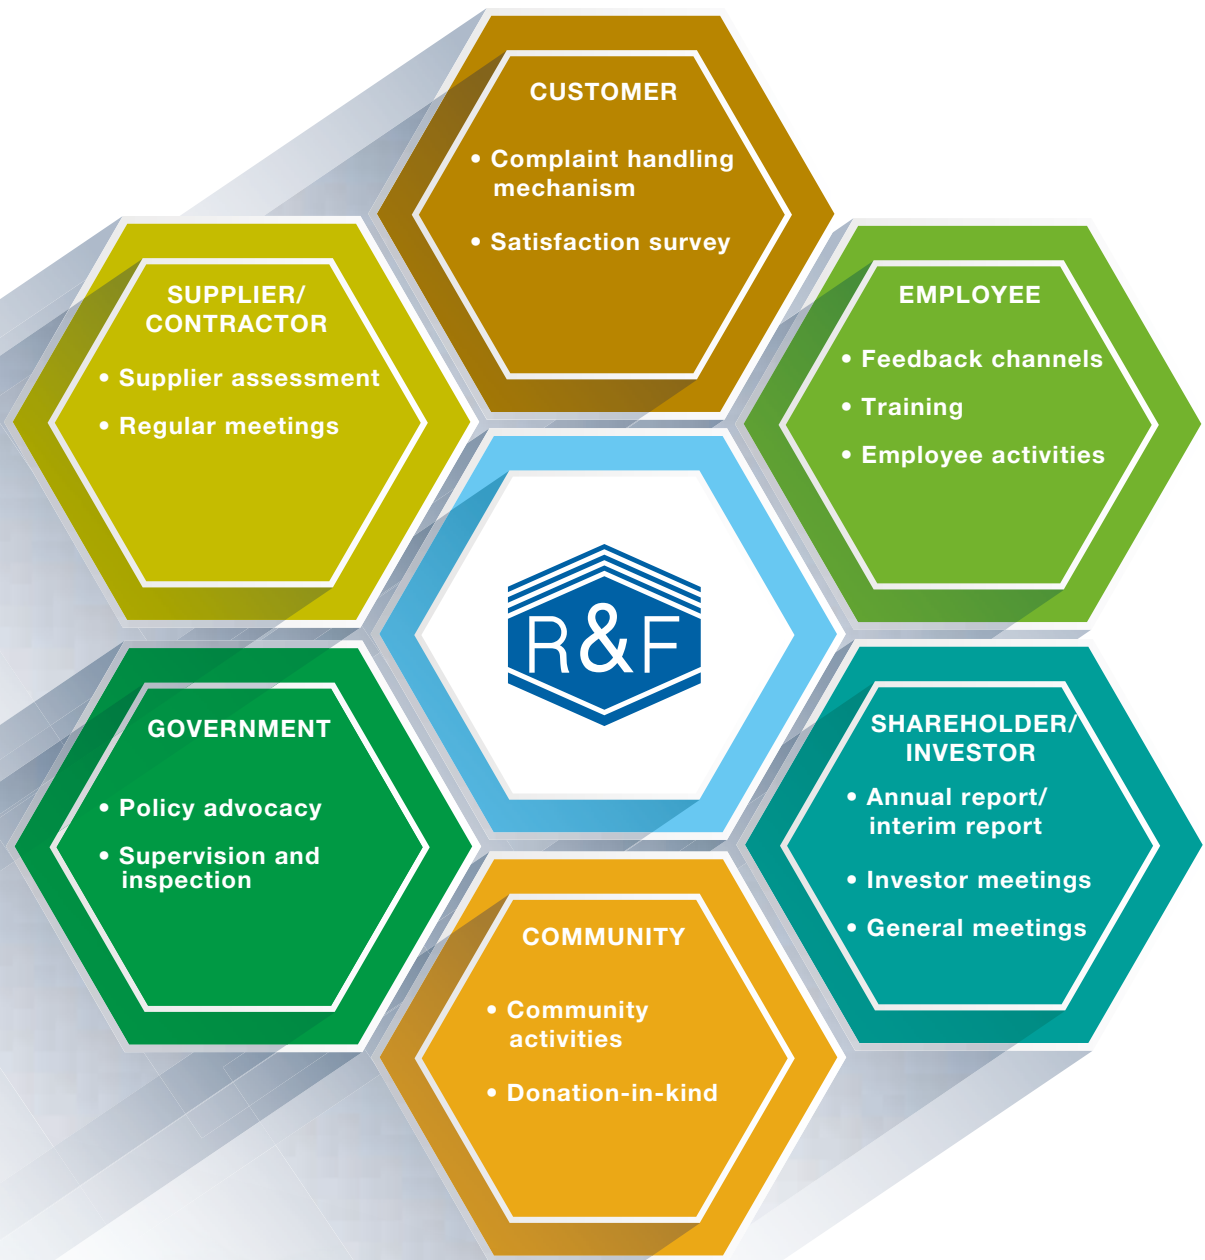 CUSTOMER
• Complaint handling
mechanism
• Satisfaction survey
SUPPLIER/
CONTRACTOR
• Supplier assessment
• Regular meetings
EMPLOYEE
• Feedback channels
• Training
• Employee activities
R&F
GOVERNMENT
• Policy advocacy
• Supervision and
inspection
SHAREHOLDER/
INVESTOR
• Annual report/
interim report
• Investor meetings
• General meetings
COMMUNITY
• Community
activities
• Donation-in-kind